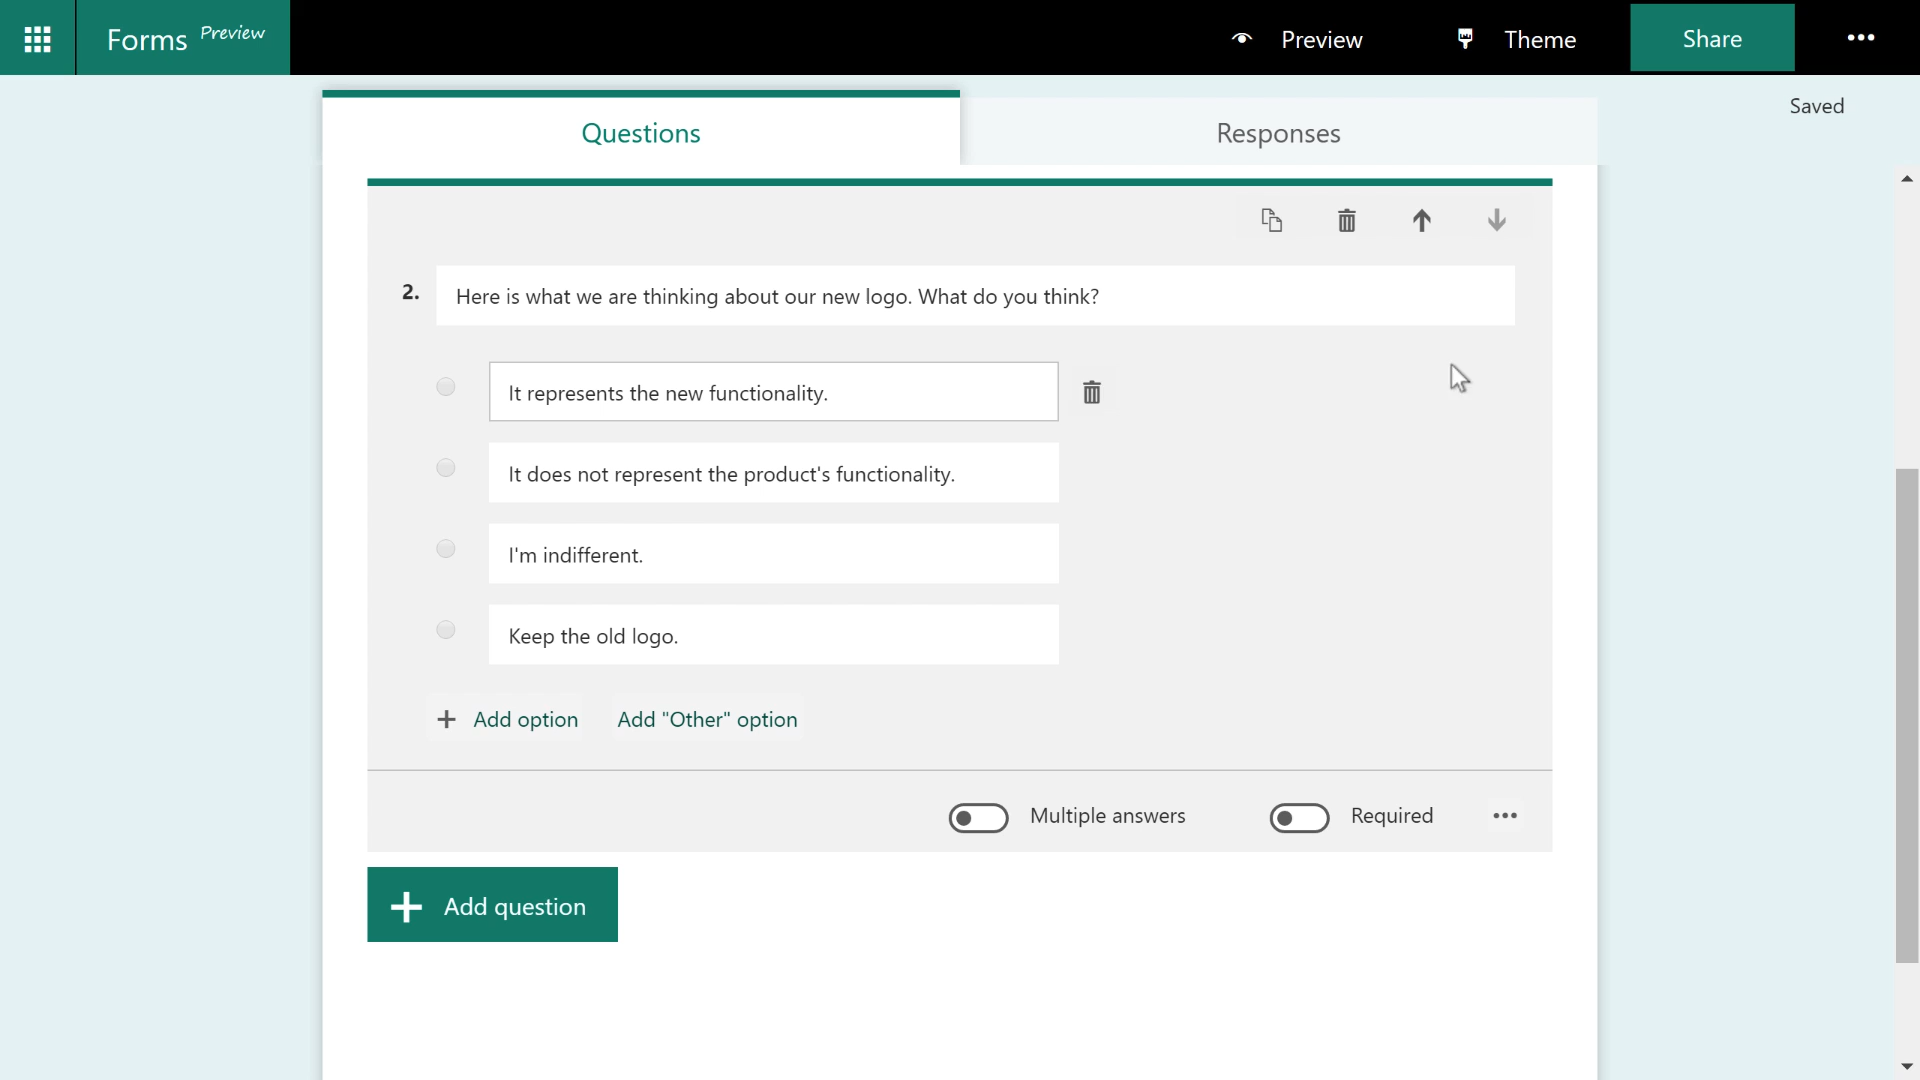 Forms Preview
Preview
Theme
Share
Saved
Questions
Responses
2.
Here is what we are thinking about our new logo. What do you think?
It represents the new functionality.
It does not represent the product's functionality.
I'm indifferent.
Keep the old logo.
Add option
Add "Other" option
Multiple answers
Required
Add question